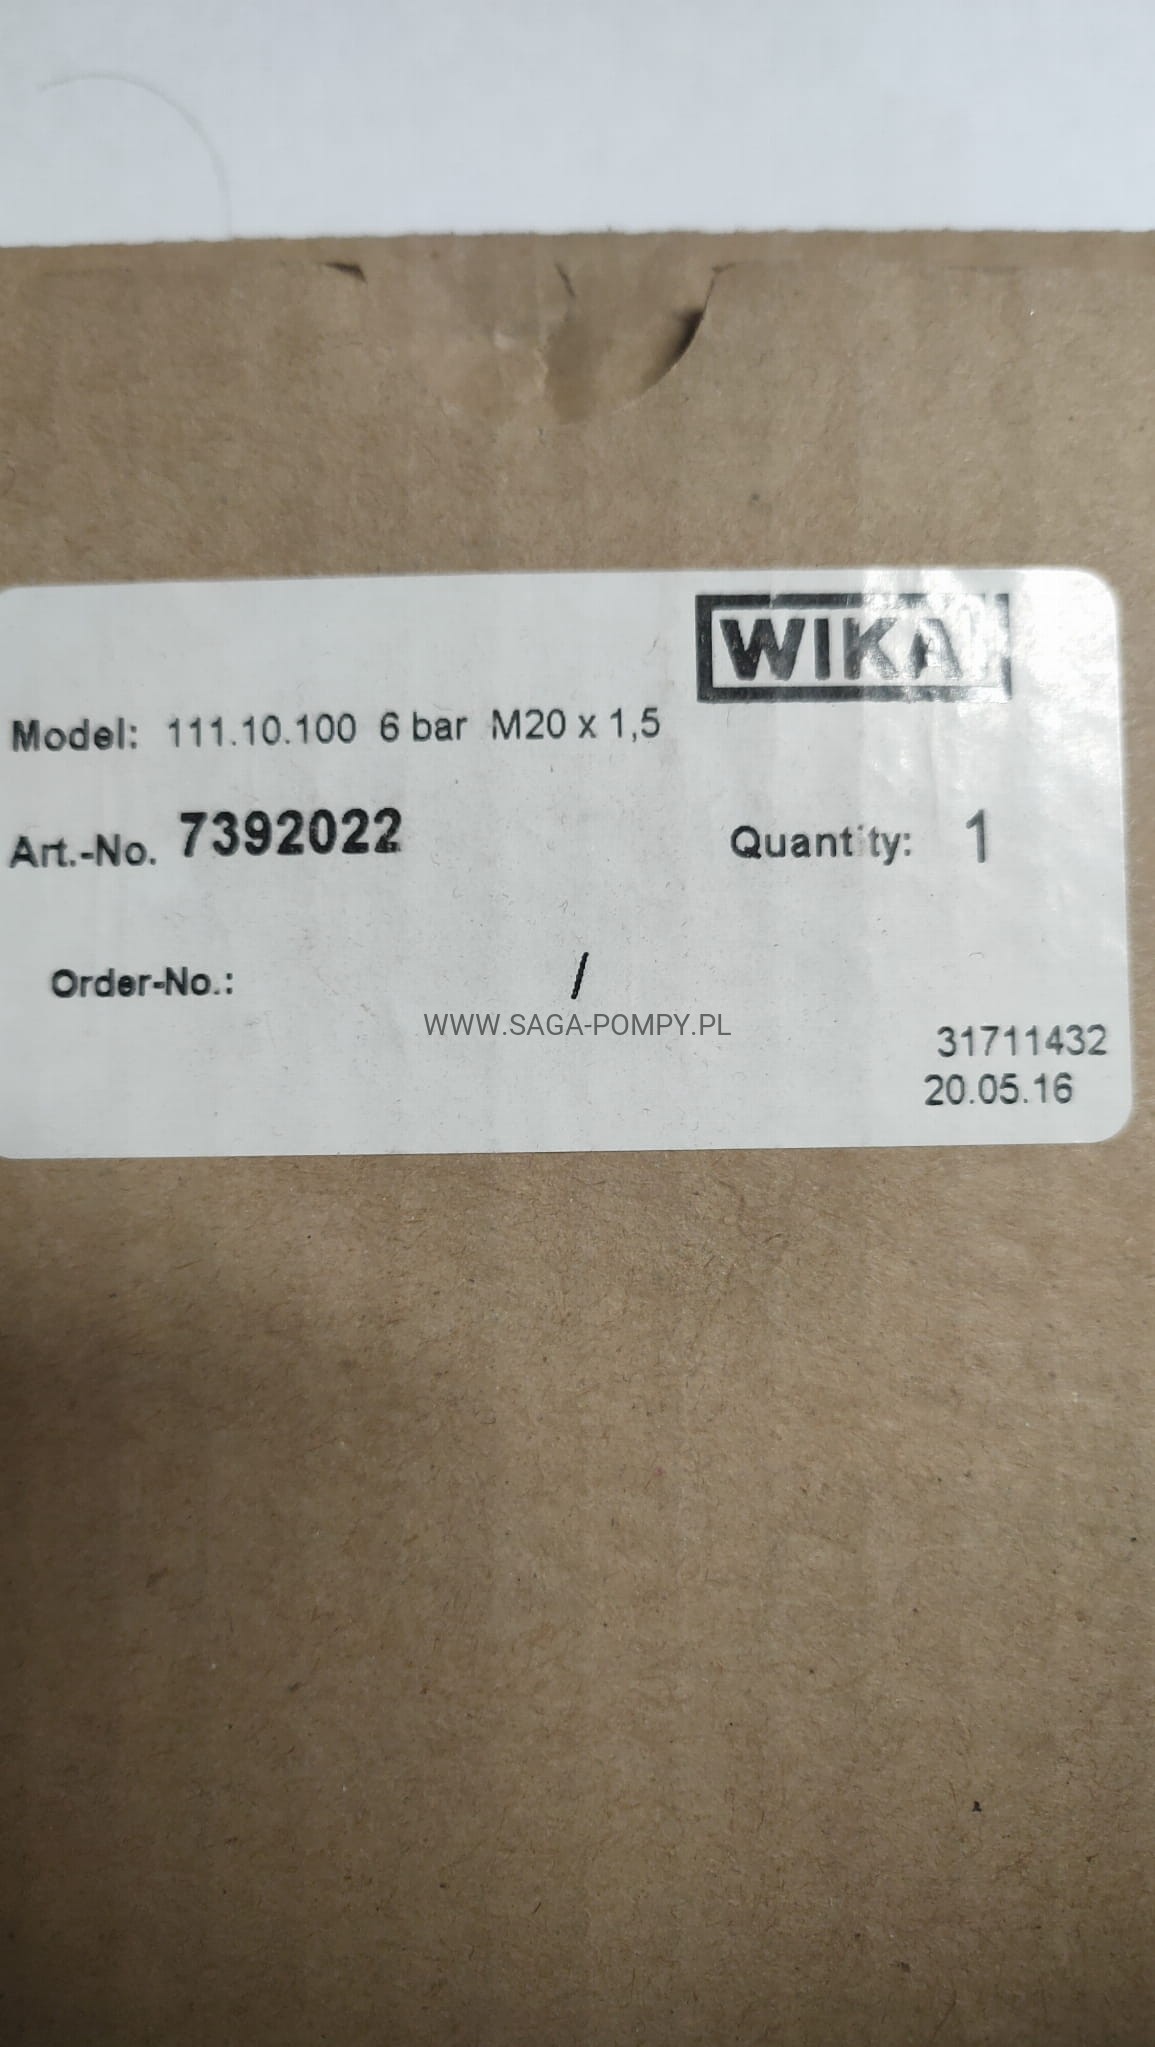 WIKA
Model: 111.10.100 6 bar M20 x 1,5
Art.-No. 7392022 Quantity: 1
Order-No.: /
WWW.SAGA-POMPY.PL
31711432
20.05.16